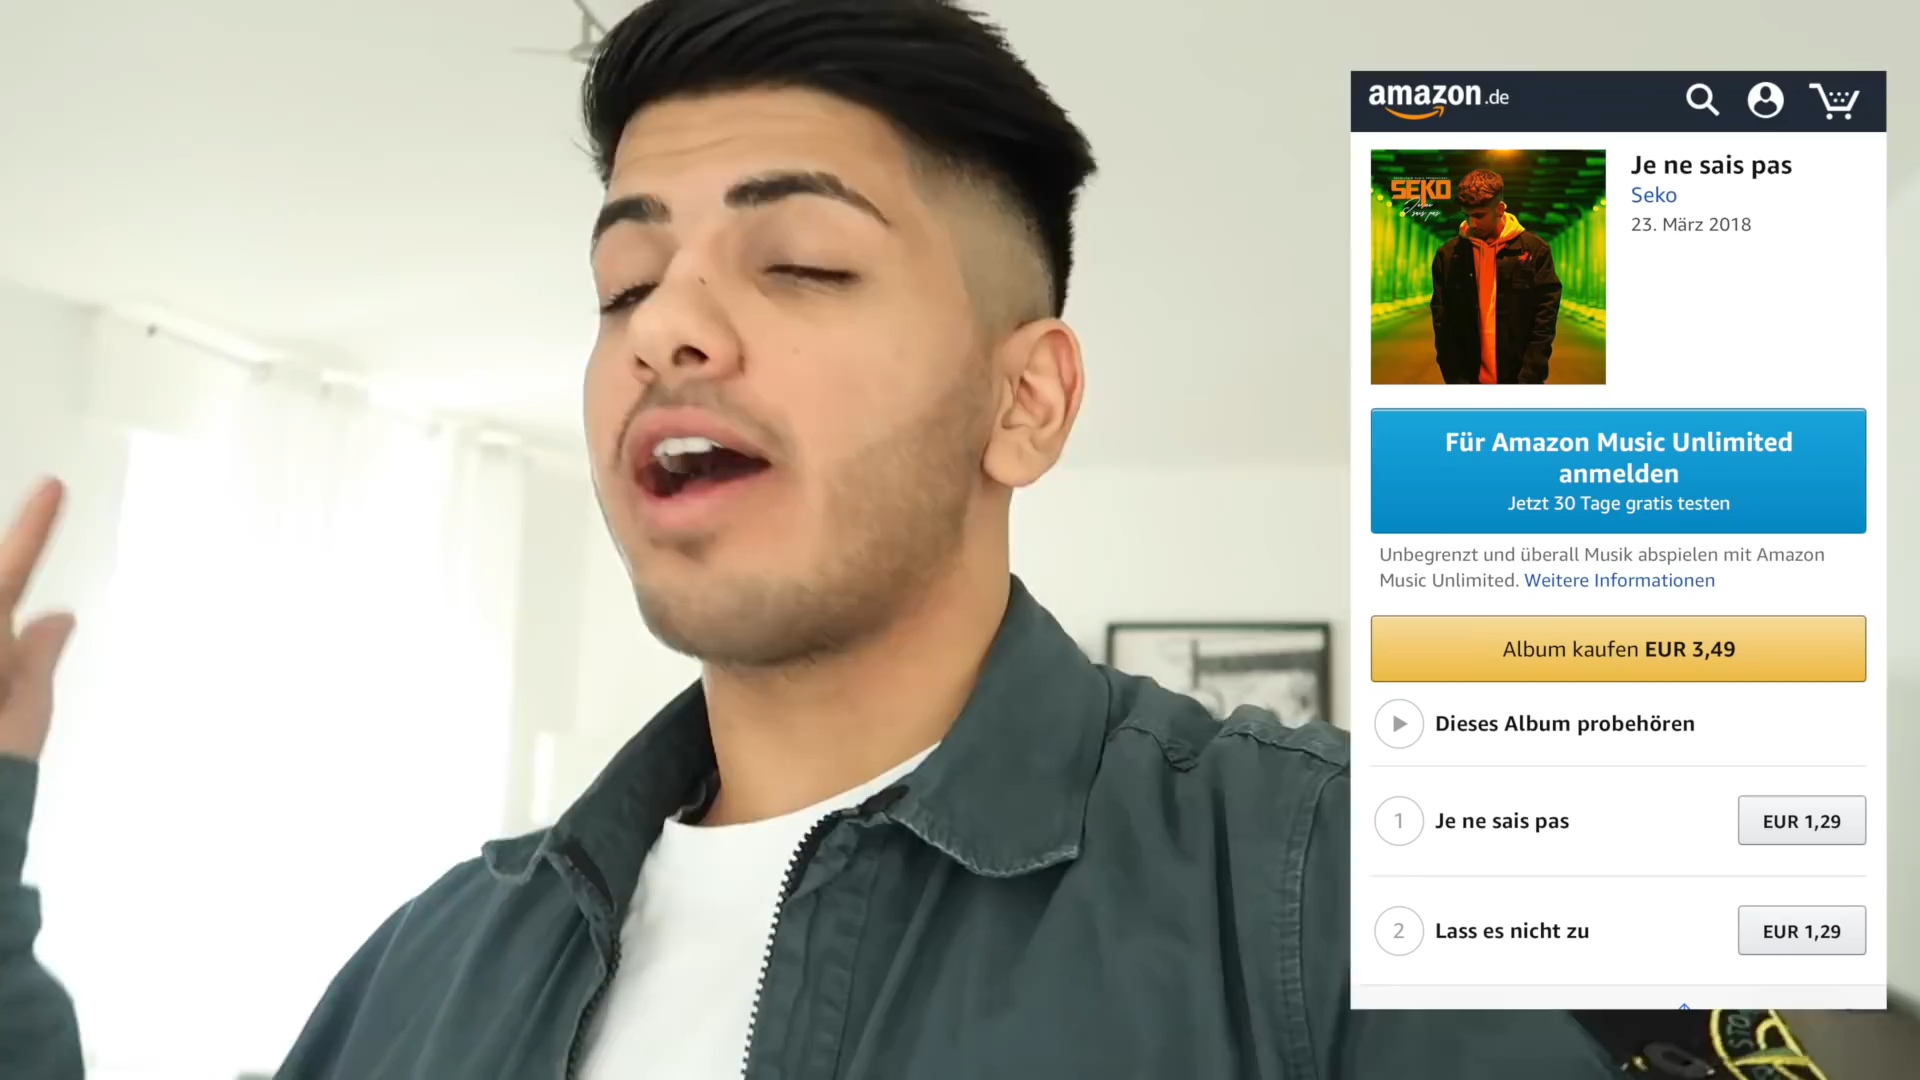 amazon.de
SEKO
Je ne sais pas
Seko
23. März 2018
Für Amazon Music Unlimited
anmelden
Jetzt 30 Tage gratis testen
Unbegrenzt und überall Musik abspielen mit Amazon
Music Unlimited. Weitere Informationen
Album kaufen EUR 3,49
Dieses Album probehören
1 Je ne sais pas EUR 1,29
2 Lass es nicht zu EUR 1,29